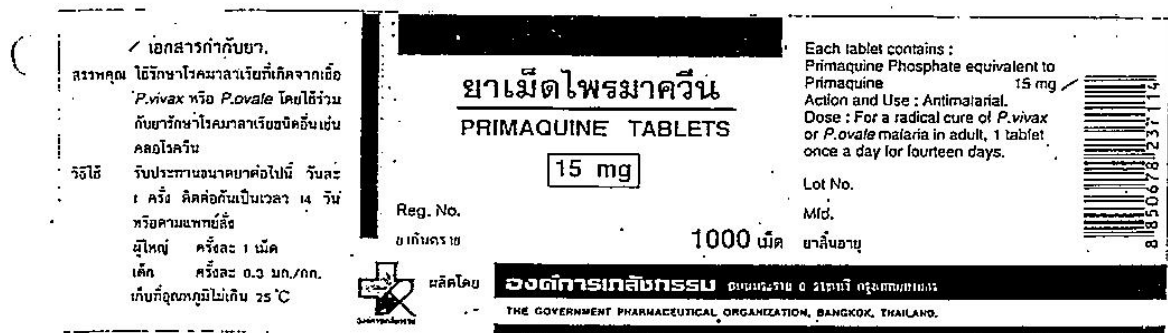 เอกสารกำกับยา.
สรรพคุณ ใช้รักษาโรคมาลาเรียที่เกิดจากเชื้อ
P.vivax หรือ P.ovale โดยใช้ร่วม
กับยารักษาโรคมาลาเรียชนิดอื่นเช่น
คลอโรควีน
วิธีใช้ รับประทานขนาดยาต่อไปนี้ วันละ
1 ครั้ง ติดต่อกันเป็นเวลา 14 วัน
หรือตามแพทย์สั่ง
ผู้ใหญ่ ครั้งละ 1 เม็ด
เด็ก ครั้งละ 0.3 มก./กก.
เก็บที่อุณหภูมิไม่เกิน 25 °C
ยาเม็ดไพรมาควีน
PRIMAQUINE TABLETS
15 mg
Reg. No.
ยาอันตราย
1000 เม็ด
ผลิตโดย องค์การเภสัชกรรม
THE GOVERNMENT PHARMACEUTICAL ORGANIZATION, BANGKOK, THAILAND.
Each tablet contains :
Primaquine Phosphate equivalent to
Primaquine 15 mg
Action and Use : Antimalarial.
Dose : For a radical cure of P.vivax
or P.ovale malaria in adult, 1 tablet
once a day for fourteen days.
Lot No.
Mfd.
ยาสิ้นอายุ
8 850678 237114